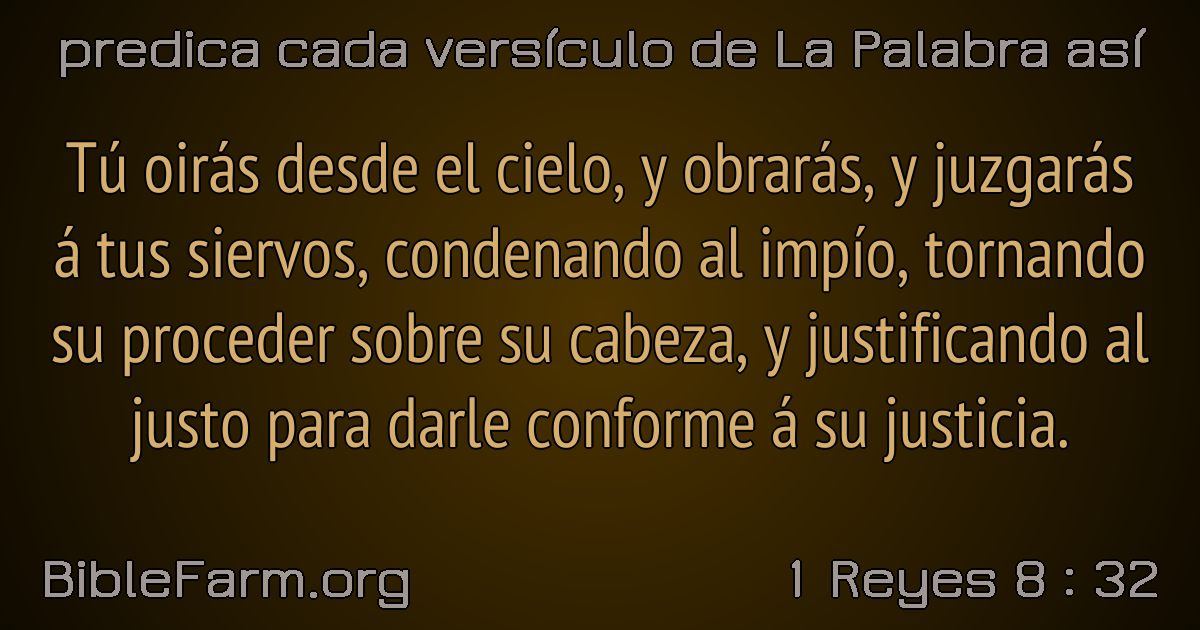 predica cada versículo de La Palabra así
Tú oirás desde el cielo, y obrarás, y juzgarás
á tus siervos, condenando al impío, tornando
su proceder sobre su cabeza, y justificando al
justo para darle conforme á su justicia.
BibleFarm.org
1 Reyes 8 : 32